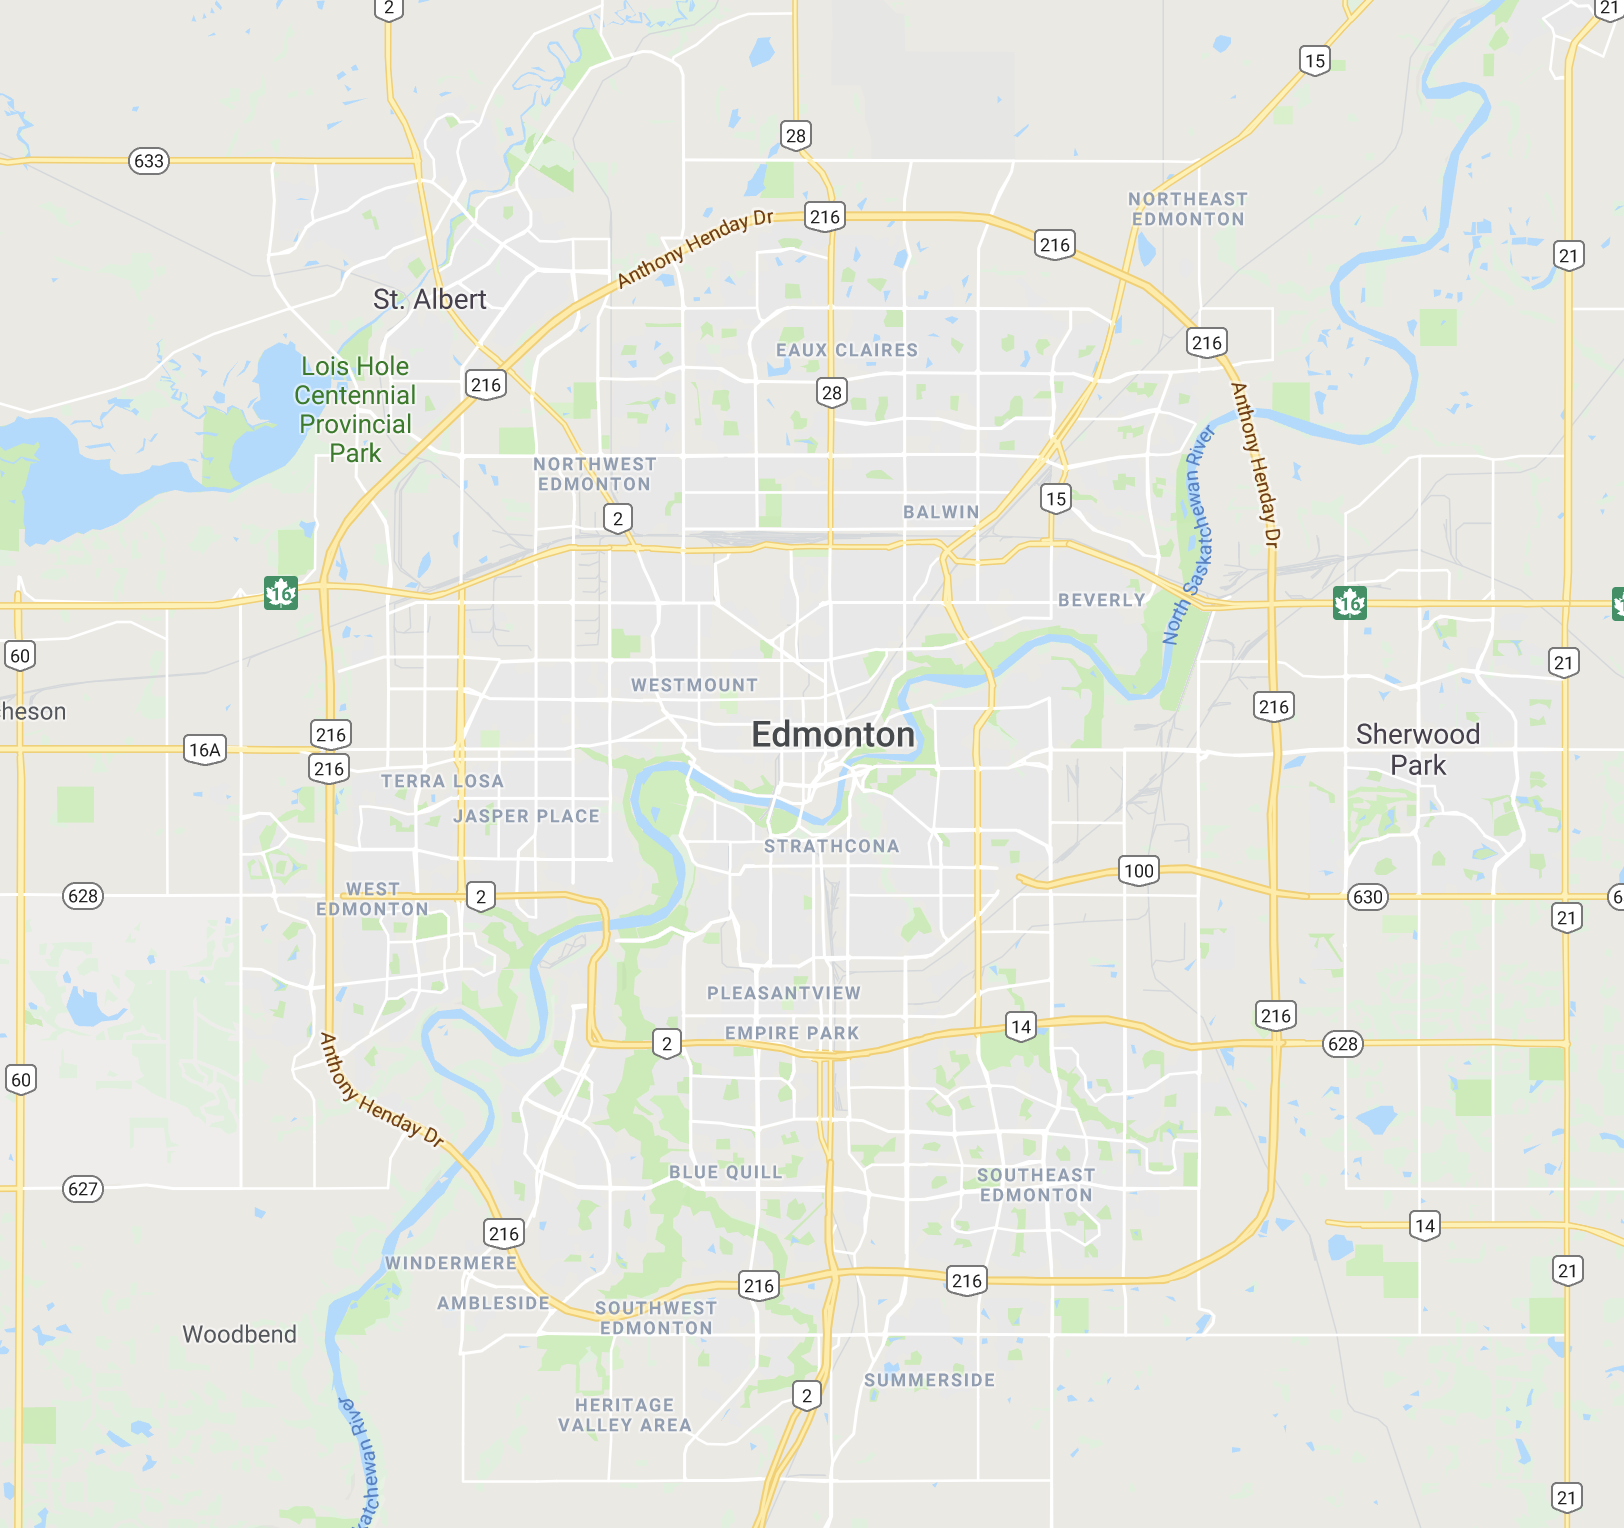 2
21
15
28
633
NORTHEAST
EDMONTON
Anthony Henday Dr
216
216
21
St. Albert
EAUX CLAIRES
216
Lois Hole
Centennial
Provincial
Park
216
28
Anthony Henday Dr
North Saskatchewan River
NORTHWEST
EDMONTON
2
BALWIN
15
16
BEVERLY
16
60
21
WESTMOUNT
cheson
216
216
Edmonton
Sherwood
Park
16A
216
TERRA LOSA
JASPER PLACE
STRATHCONA
100
WEST
EDMONTON
628
2
630
6
21
PLEASANTVIEW
EMPIRE PARK
216
14
2
628
Anthony Henday Dr
60
BLUE QUILL
SOUTHEAST
EDMONTON
627
216
14
WINDERMERE
21
216
216
AMBLESIDE
SOUTHWEST
EDMONTON
Woodbend
SUMMERSIDE
2
HERITAGE
VALLEY AREA
katchewan River
21